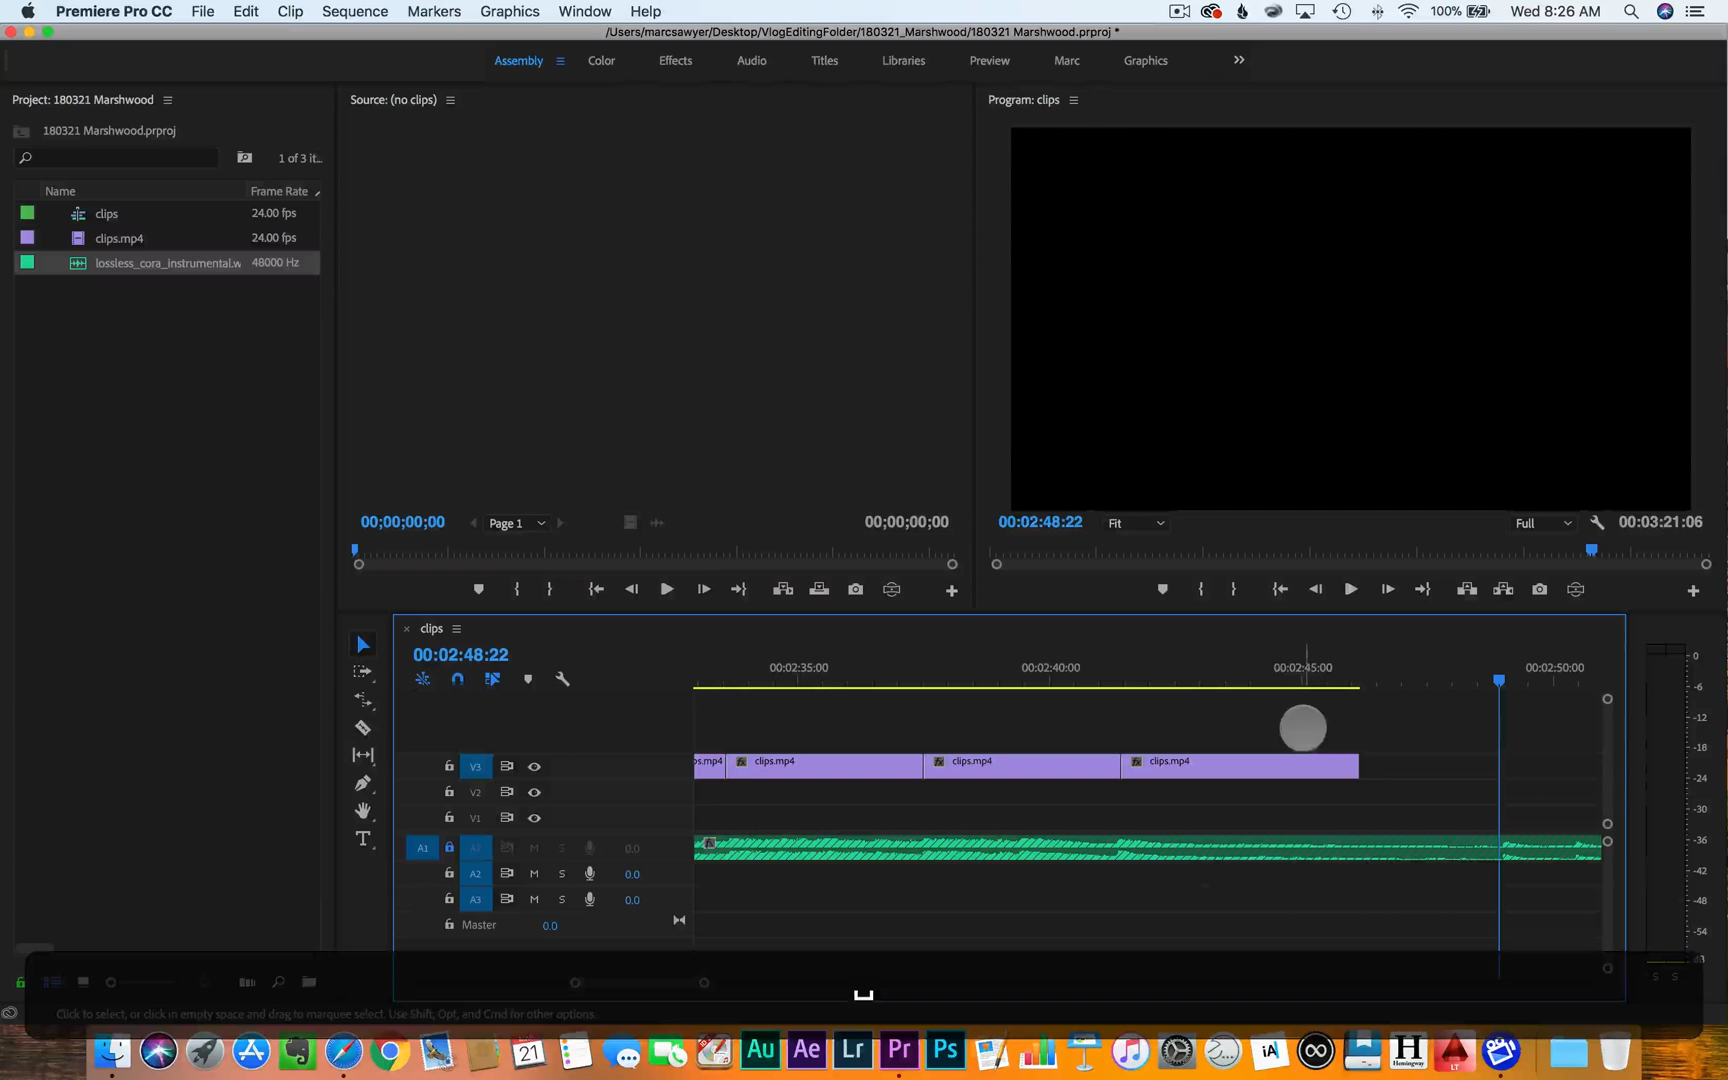 Premiere Pro CC File Edit Clip Sequence Markers Graphics Window Help 100% Wed 8:26 AM
/Users/marcsawyer/Desktop/VlogEditingFolder/180321_Marshwood/180321 Marshwood.prproj *
Assembly Color Effects Audio Titles Libraries Preview Marc Graphics
Project: 180321 Marshwood Source: (no clips) Program: clips
180321 Marshwood.prproj
1 of 3 it...
Name Frame Rate
clips 24.00 fps
clips.mp4 24.00 fps
lossless_cora_instrumental.w 48000 Hz
00;00;00;00 Page 1 00;00;00;00 00:02:48:22 Fit Full 00:03:21:06
clips
00:02:48:22
00:02:35:00 00:02:40:00 00:02:45:00 00:02:50:00
V3 ps.mp4 fx clips.mp4 fx clips.mp4 fx clips.mp4
V2
V1
A1 M S 0.0
A2 M S 0.0
A3 M S 0.0
Master 0.0
0
-6
-12
-18
-24
-30
-36
-42
-48
-54
dB
S S
Click to select, or click in empty space and drag to marquee select. Use Shift, Opt, and Cmd for other options.
21 Au Ae Lr Pr Ps iA H Hemingway LT